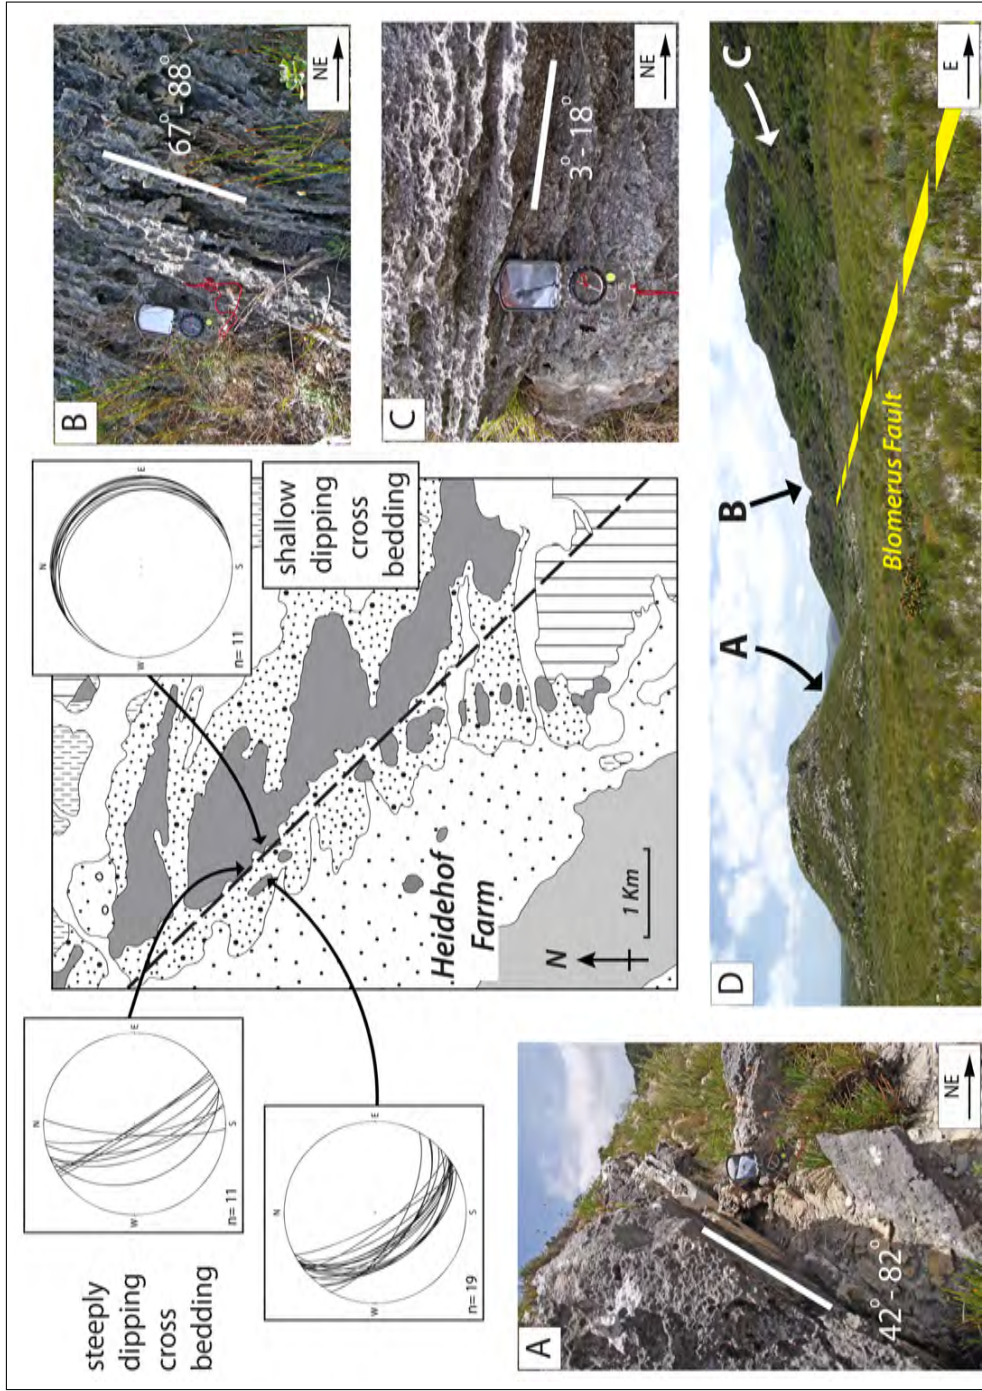 steeply
dipping
cross
bedding
N
E
S
W
n= 11
N
E
S
W
n= 19
N
E
S
W
n= 11
shallow
dipping
cross
bedding
Heidehof
Farm
N
1 Km
B
67°-88°
NE
C
3°-18°
NE
A
42°-82°
NE
D
A
B
C
Blomerus Fault
E